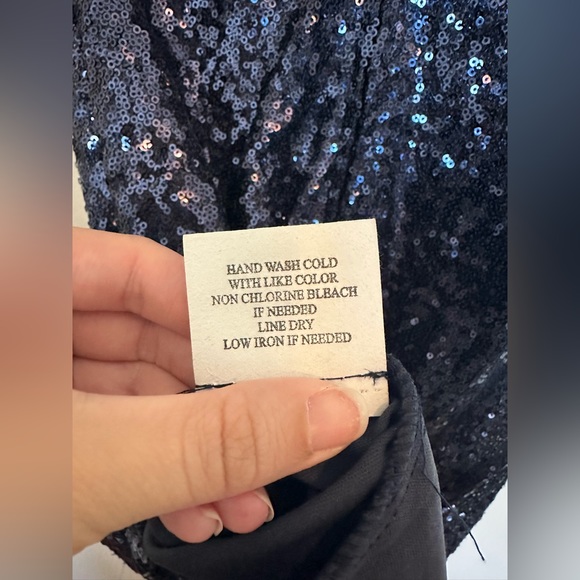 HAND WASH COLD
WITH LIKE COLOR
NON CHLORINE BLEACH
IF NEEDED
LINE DRY
LOW IRON IF NEEDED